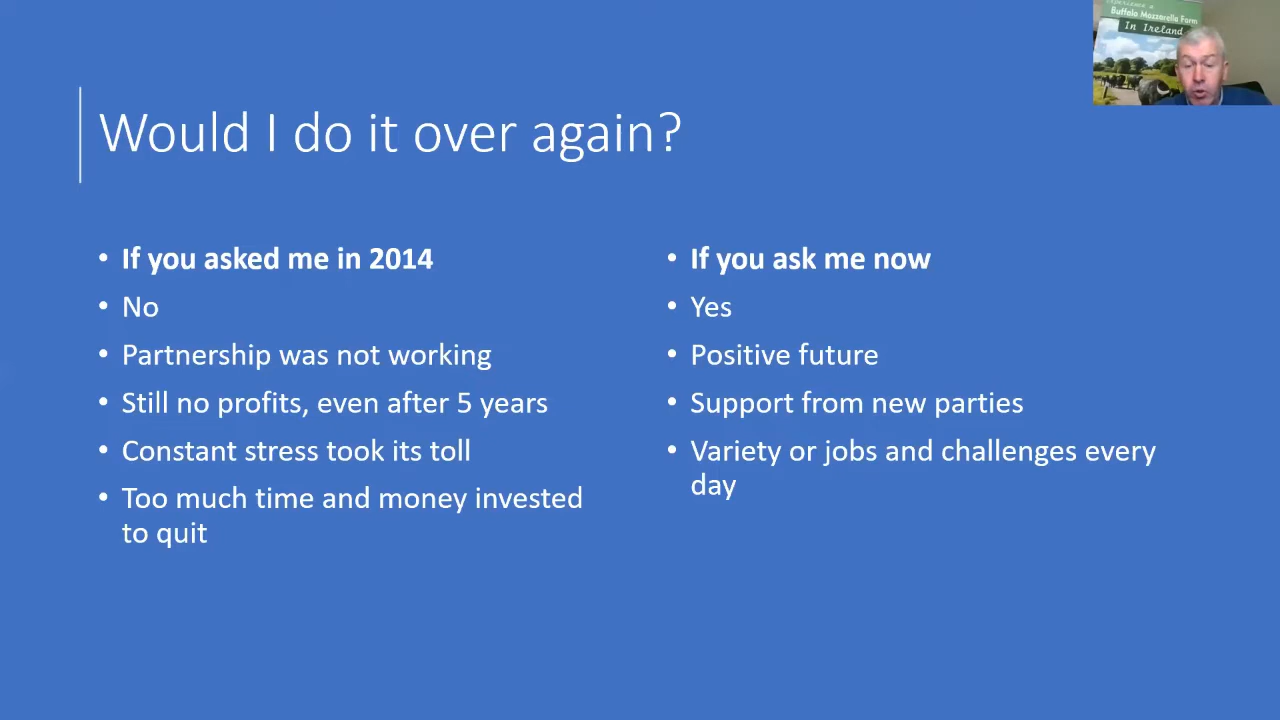 Experience a
Buffalo Mozzarella Farm
In Ireland
Would I do it over again?
• If you asked me in 2014
• No
• Partnership was not working
• Still no profits, even after 5 years
• Constant stress took its toll
• Too much time and money invested
to quit
• If you ask me now
• Yes
• Positive future
• Support from new parties
• Variety or jobs and challenges every
day